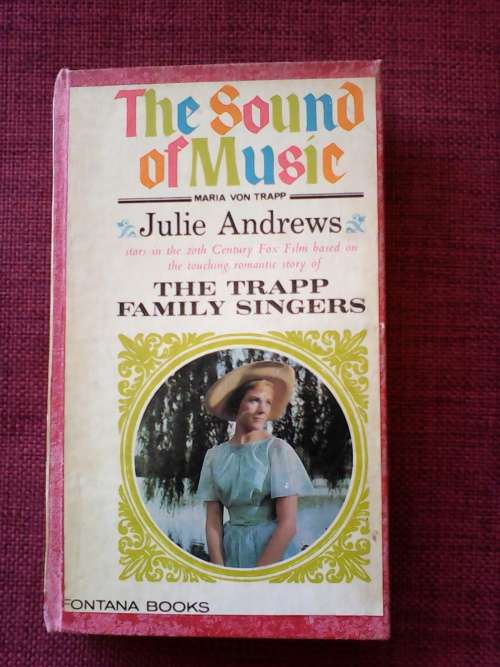 The Sound
of Music
MARIA VON TRAPP
Julie Andrews
stars in the 20th Century Fox Film based on
the touching romantic story of
THE TRAPP
FAMILY SINGERS
FONTANA BOOKS